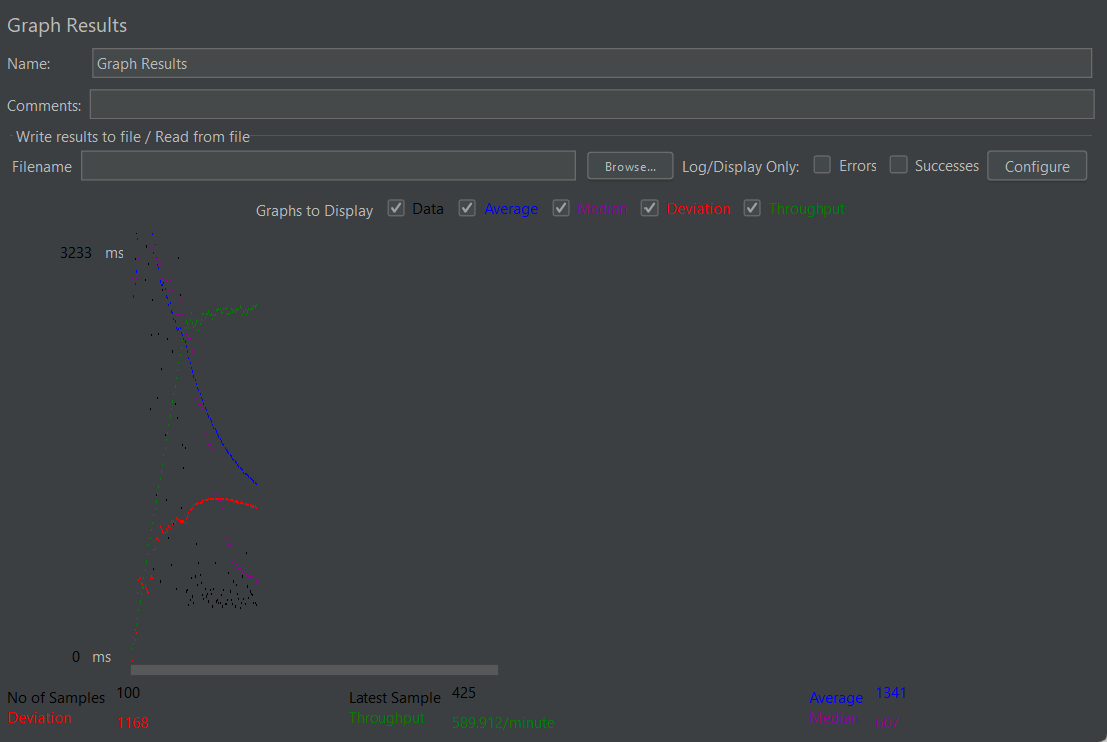 Graph Results
Name: Graph Results
Comments:
Write results to file / Read from file
Filename Browse... Log/Display Only: Errors Successes Configure
Graphs to Display Data Average Median Deviation Throughput
3233 ms
0 ms
No of Samples 100 Latest Sample 425 Average 1341
Deviation 1168 Throughput 589.912/minute Median